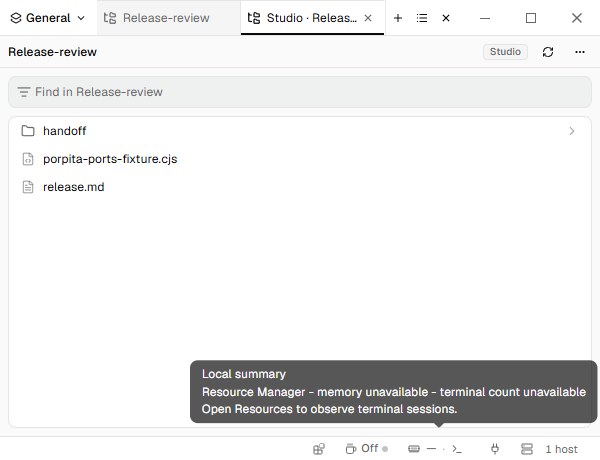 General
Release-review
Studio · Releas...
Release-review
Studio
Find in Release-review
handoff
porpita-ports-fixture.cjs
release.md
Local summary
Resource Manager - memory unavailable - terminal count unavailable
Open Resources to observe terminal sessions.
Off
1 host